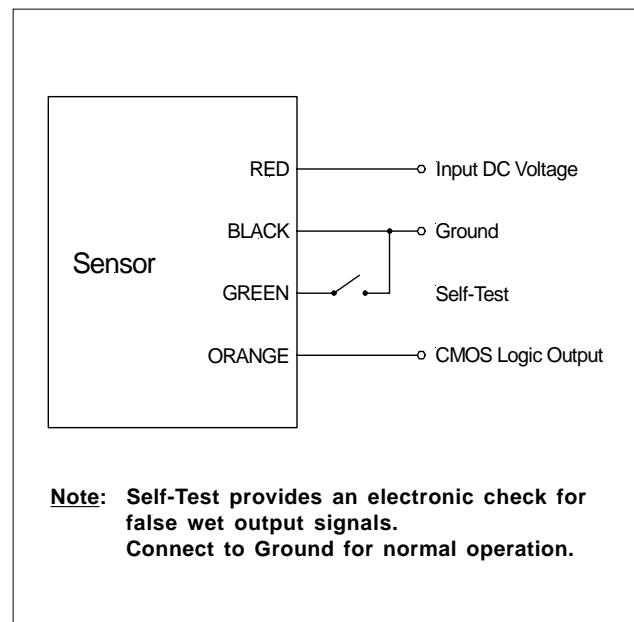 RED
Input DC Voltage
BLACK
Ground
Sensor
GREEN
Self-Test
ORANGE
CMOS Logic Output
Note: Self-Test provides an electronic check for
false wet output signals.
Connect to Ground for normal operation.